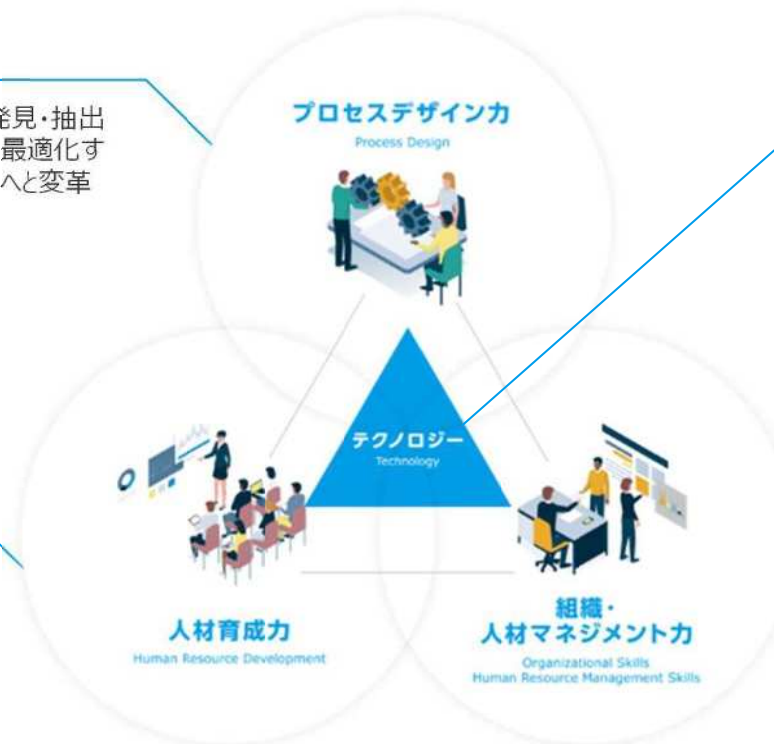 発見・抽出
最適化す
へと変革
プロセスデザイン力
Process Design
テクノロジー
Technology
人材育成力
Human Resource Development
組織・
人材マネジメント力
Organizational Skills
Human Resource Management Skills